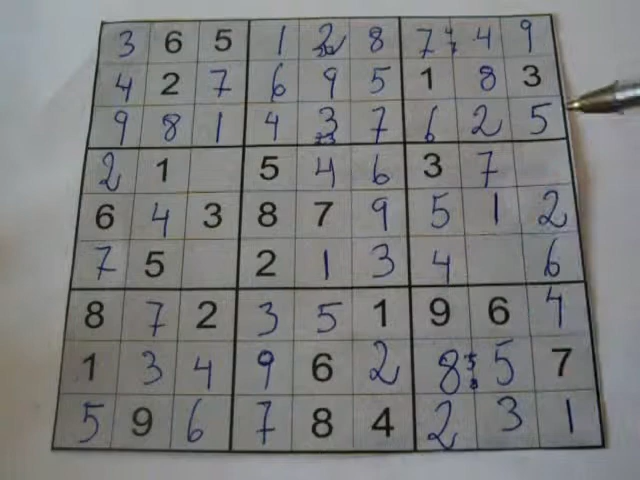 3 6 5 1 2 8 7 4 9
4 2 7 6 9 5 1 8 3
9 8 1 4 3 7 6 2 5
2 1 5 4 6 3 7
6 4 3 8 7 9 5 1 2
7 5 2 1 3 4 6
8 7 2 3 5 1 9 6 4
1 3 4 9 6 2 8 5 7
5 9 6 7 8 4 2 3 1